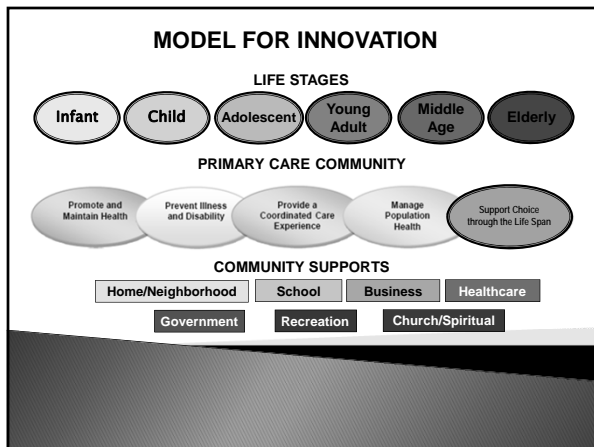 MODEL FOR INNOVATION
LIFE STAGES
Infant
Child
Adolescent
Young
Adult
Middle
Age
Elderly
PRIMARY CARE COMMUNITY
Promote and
Maintain Health
Prevent Illness
and Disability
Provide a
Coordinated Care
Experience
Manage
Population
Health
Support Choice
through the Life Span
COMMUNITY SUPPORTS
Home/Neighborhood
School
Business
Healthcare
Government
Recreation
Church/Spiritual